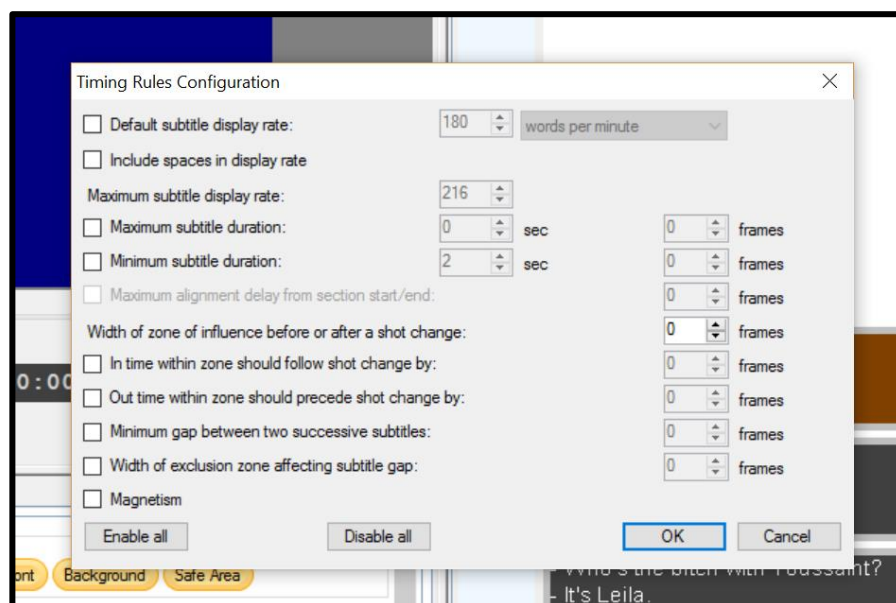 Timing Rules Configuration
Default subtitle display rate: 180 words per minute
Include spaces in display rate
Maximum subtitle display rate: 216
Maximum subtitle duration: 0 sec 0 frames
Minimum subtitle duration: 2 sec 0 frames
Maximum alignment delay from section start/end: 0 frames
Width of zone of influence before or after a shot change: 0 frames
In time within zone should follow shot change by: 0 frames
0:00
Out time within zone should precede shot change by: 0 frames
Minimum gap between two successive subtitles: 0 frames
Width of exclusion zone affecting subtitle gap: 0 frames
Magnetism
Enable all Disable all OK Cancel
ont Background Safe Area
- Who's the bitch with Toussaint?
- It's Leila.